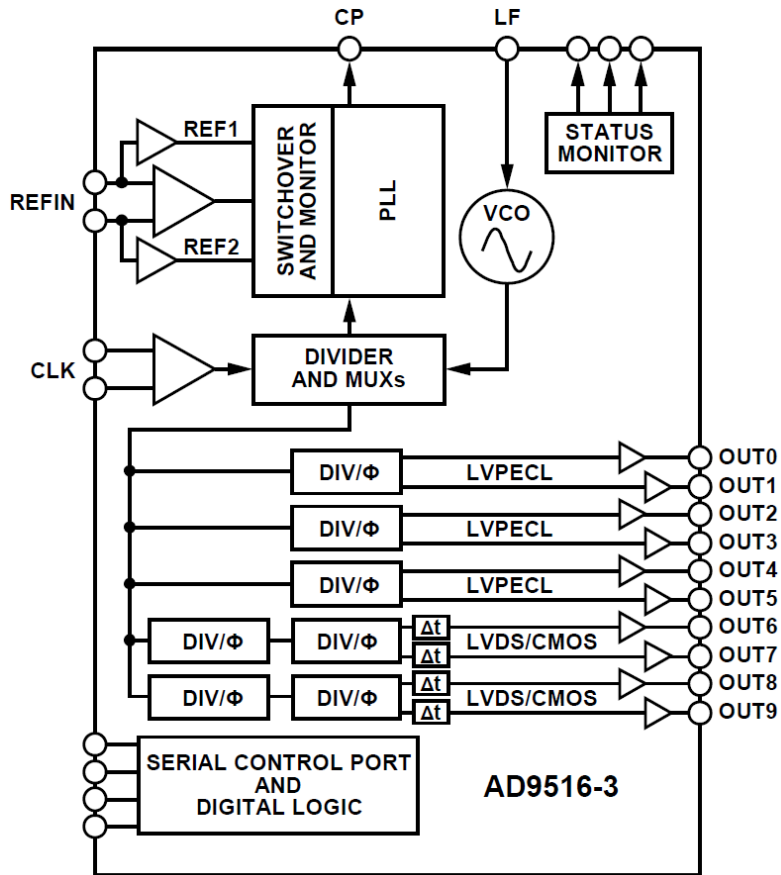 CP
LF
REF1
REFIN
REF2
SWITCHOVER
AND MONITOR
PLL
VCO
STATUS
MONITOR
CLK
DIVIDER
AND MUXs
DIV/Φ
LVPECL
OUT0
OUT1
DIV/Φ
LVPECL
OUT2
OUT3
DIV/Φ
LVPECL
OUT4
OUT5
DIV/Φ
DIV/Φ
Δt
Δt
LVDS/CMOS
OUT6
OUT7
DIV/Φ
DIV/Φ
Δt
Δt
LVDS/CMOS
OUT8
OUT9
SERIAL CONTROL PORT
AND
DIGITAL LOGIC
AD9516-3